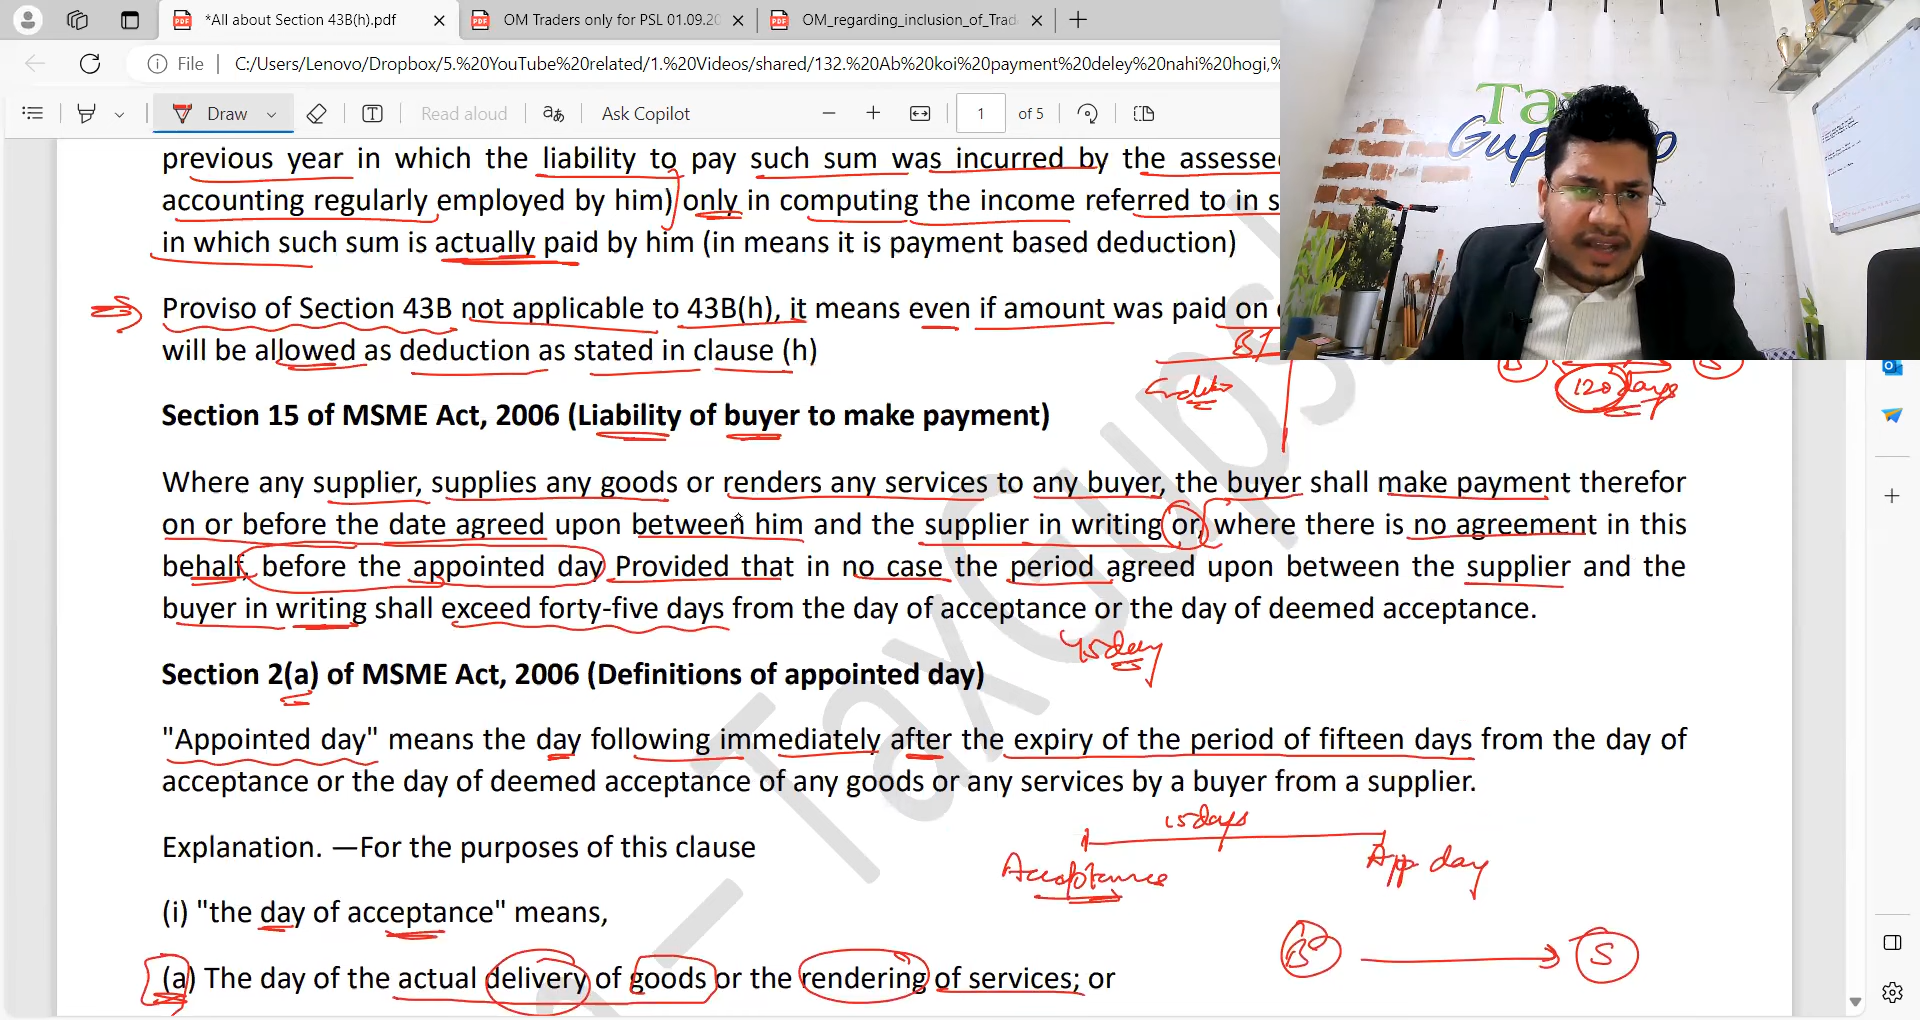 *All about Section 43B(h).pdf
OM Traders only for PSL 01.09.20
OM_regarding_inclusion_of_Trad
File
C:/Users/Lenovo/Dropbox/5.%20YouTube%20related/1.%20Videos/shared/132.%20Ab%20koi%20payment%20deley%20nahi%20hogi,%
Draw
Read aloud
Ask Copilot
1 of 5
previous year in which the liability to pay such sum was incurred by the assesse
accounting regularly employed by him) only in computing the income referred to in s
in which such sum is actually paid by him (in means it is payment based deduction)
Proviso of Section 43B not applicable to 43B(h), it means even if amount was paid on
will be allowed as deduction as stated in clause (h)
120 days
Section 15 of MSME Act, 2006 (Liability of buyer to make payment)
Where any supplier, supplies any goods or renders any services to any buyer, the buyer shall make payment therefor
on or before the date agreed upon between him and the supplier in writing or, where there is no agreement in this
behalf, before the appointed day Provided that in no case the period agreed upon between the supplier and the
buyer in writing shall exceed forty-five days from the day of acceptance or the day of deemed acceptance.
45 day
Section 2(a) of MSME Act, 2006 (Definitions of appointed day)
"Appointed day" means the day following immediately after the expiry of the period of fifteen days from the day of
acceptance or the day of deemed acceptance of any goods or any services by a buyer from a supplier.
15 days
Explanation. —For the purposes of this clause
Acceptance
App day
(i) "the day of acceptance" means,
B
S
(a) The day of the actual delivery of goods or the rendering of services; or
TaxGups